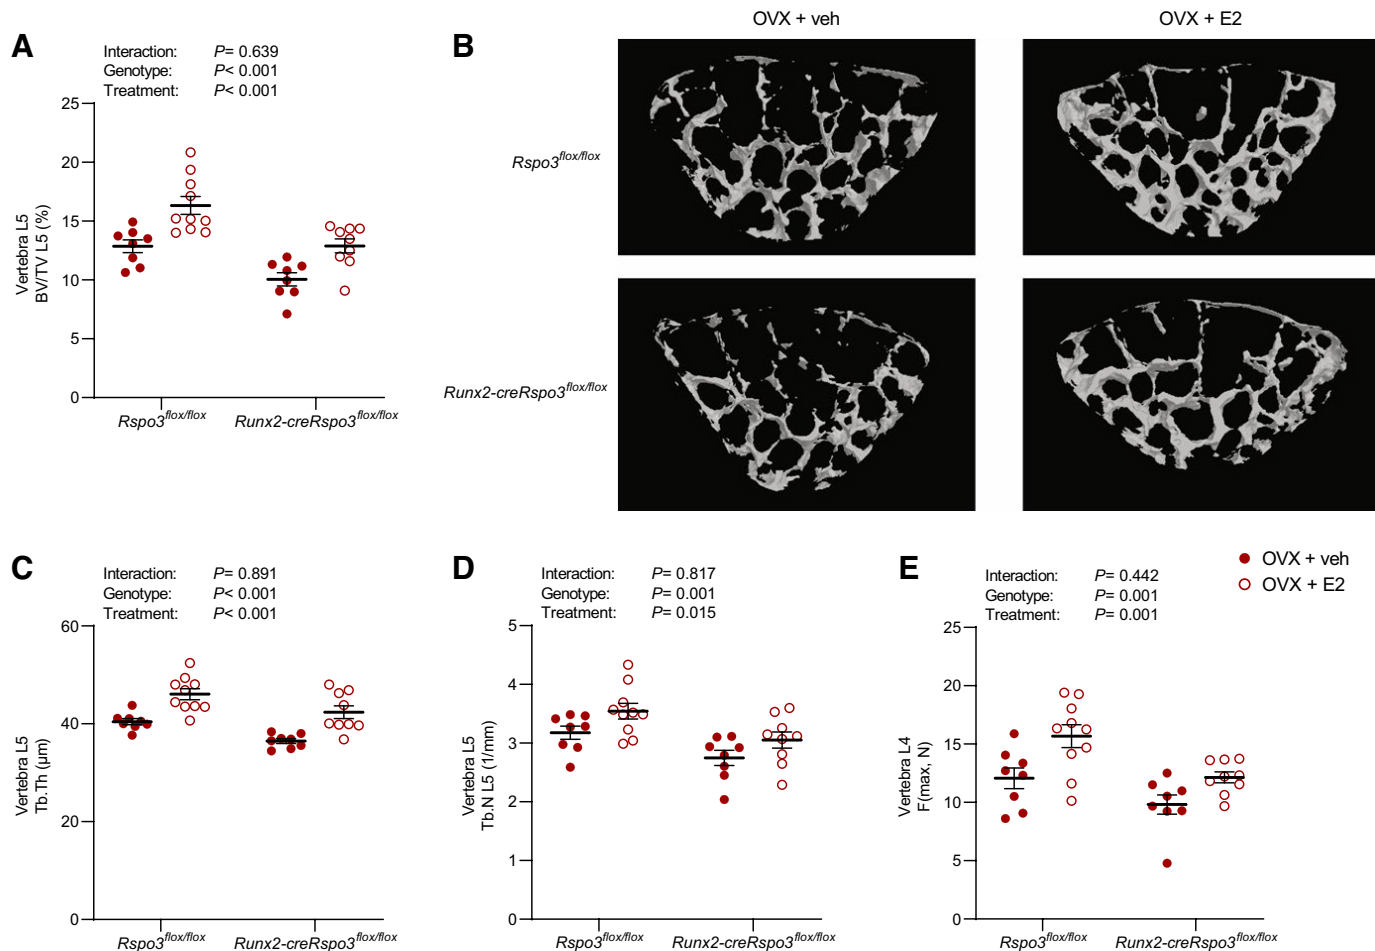 A
Interaction: P= 0.639
Genotype: P< 0.001
Treatment: P< 0.001
Vertebra L5
BV/TV L5 (%)
25
20
15
10
5
0
Rspo3flox/flox
Runx2-creRspo3flox/flox
B
OVX + veh
OVX + E2
Rspo3flox/flox
Runx2-creRspo3flox/flox
C
Interaction: P= 0.891
Genotype: P< 0.001
Treatment: P< 0.001
Vertebra L5
Tb.Th (μm)
60
40
20
0
Rspo3flox/flox
Runx2-creRspo3flox/flox
D
Interaction: P= 0.817
Genotype: P= 0.001
Treatment: P= 0.015
Vertebra L5
Tb.N L5 (1/mm)
5
4
3
2
1
0
Rspo3flox/flox
Runx2-creRspo3flox/flox
E
Interaction: P= 0.442
Genotype: P= 0.001
Treatment: P= 0.001
Vertebra L4
F(max, N)
25
20
15
10
5
0
Rspo3flox/flox
Runx2-creRspo3flox/flox
OVX + veh
OVX + E2